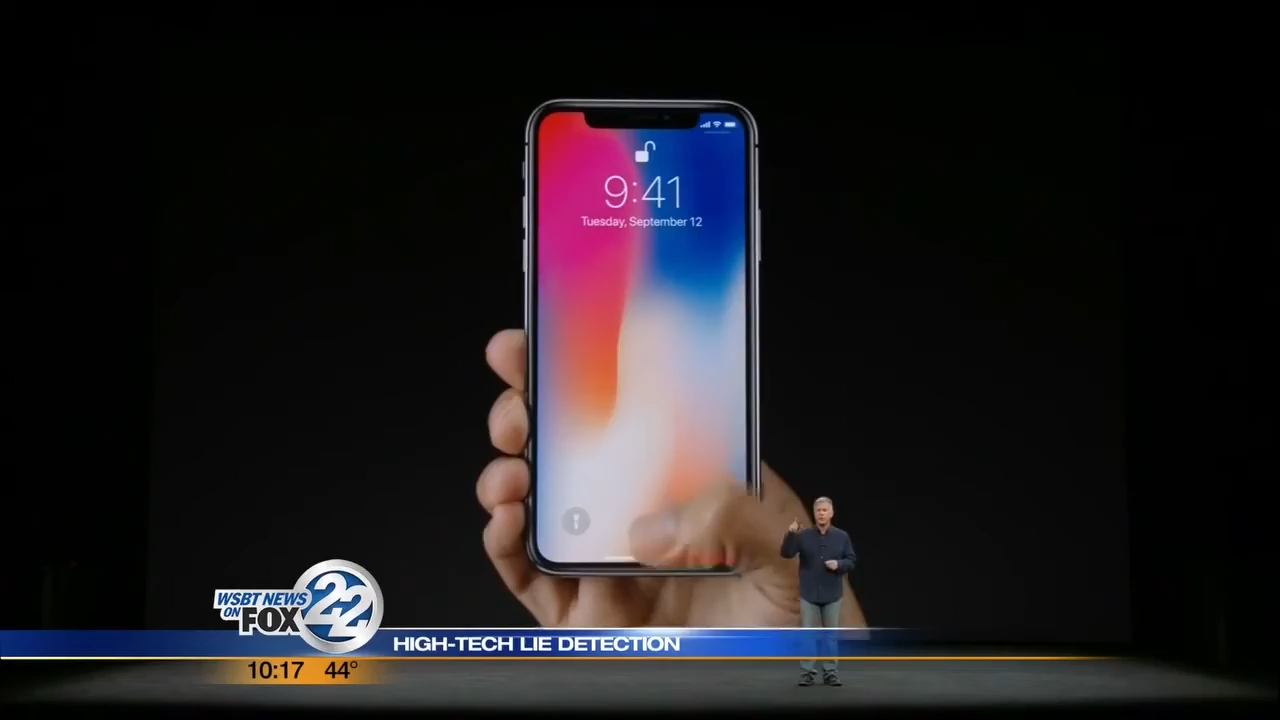 9:41
Tuesday, September 12
WSBT NEWS
ON
FOX
22
HIGH-TECH LIE DETECTION
10:17 44°